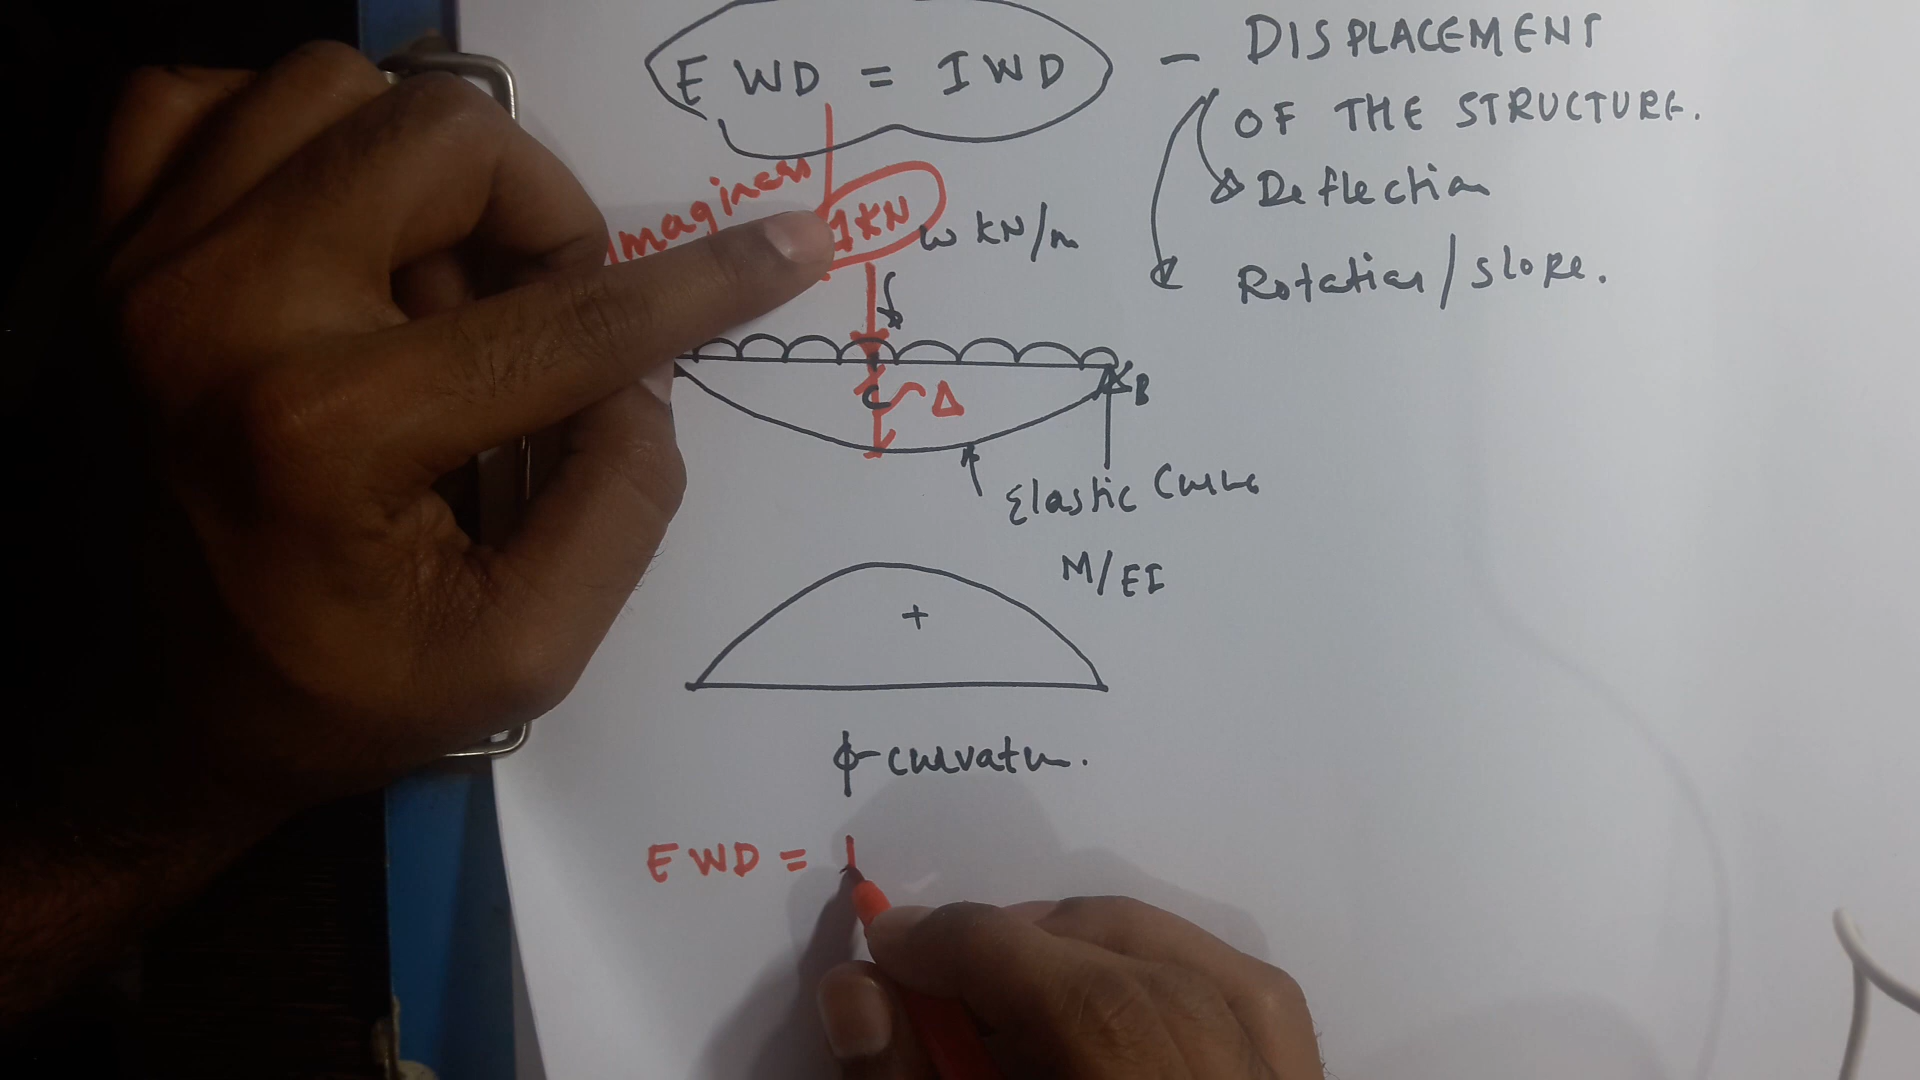 EWD = IWD - DISPLACEMENT
OF THE STRUCTURE.
Deflection
Rotation/slope.
Imaginary
1KN
w kN/m
C
Δ
B
Elastic Curve
M/EI
+
ϕ-curvature.
EWD = 1